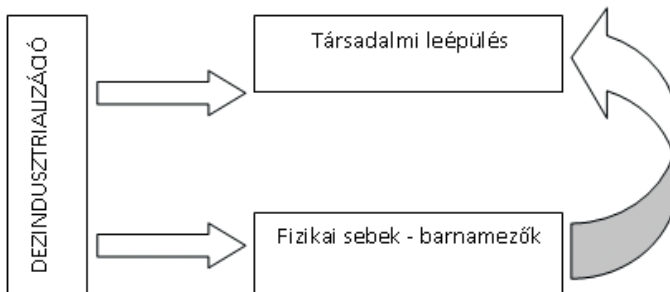 DEZINDUSZTRIALIZÁCIÓ
Társadalmi leépülés
Fizikai sebek - barnamezők